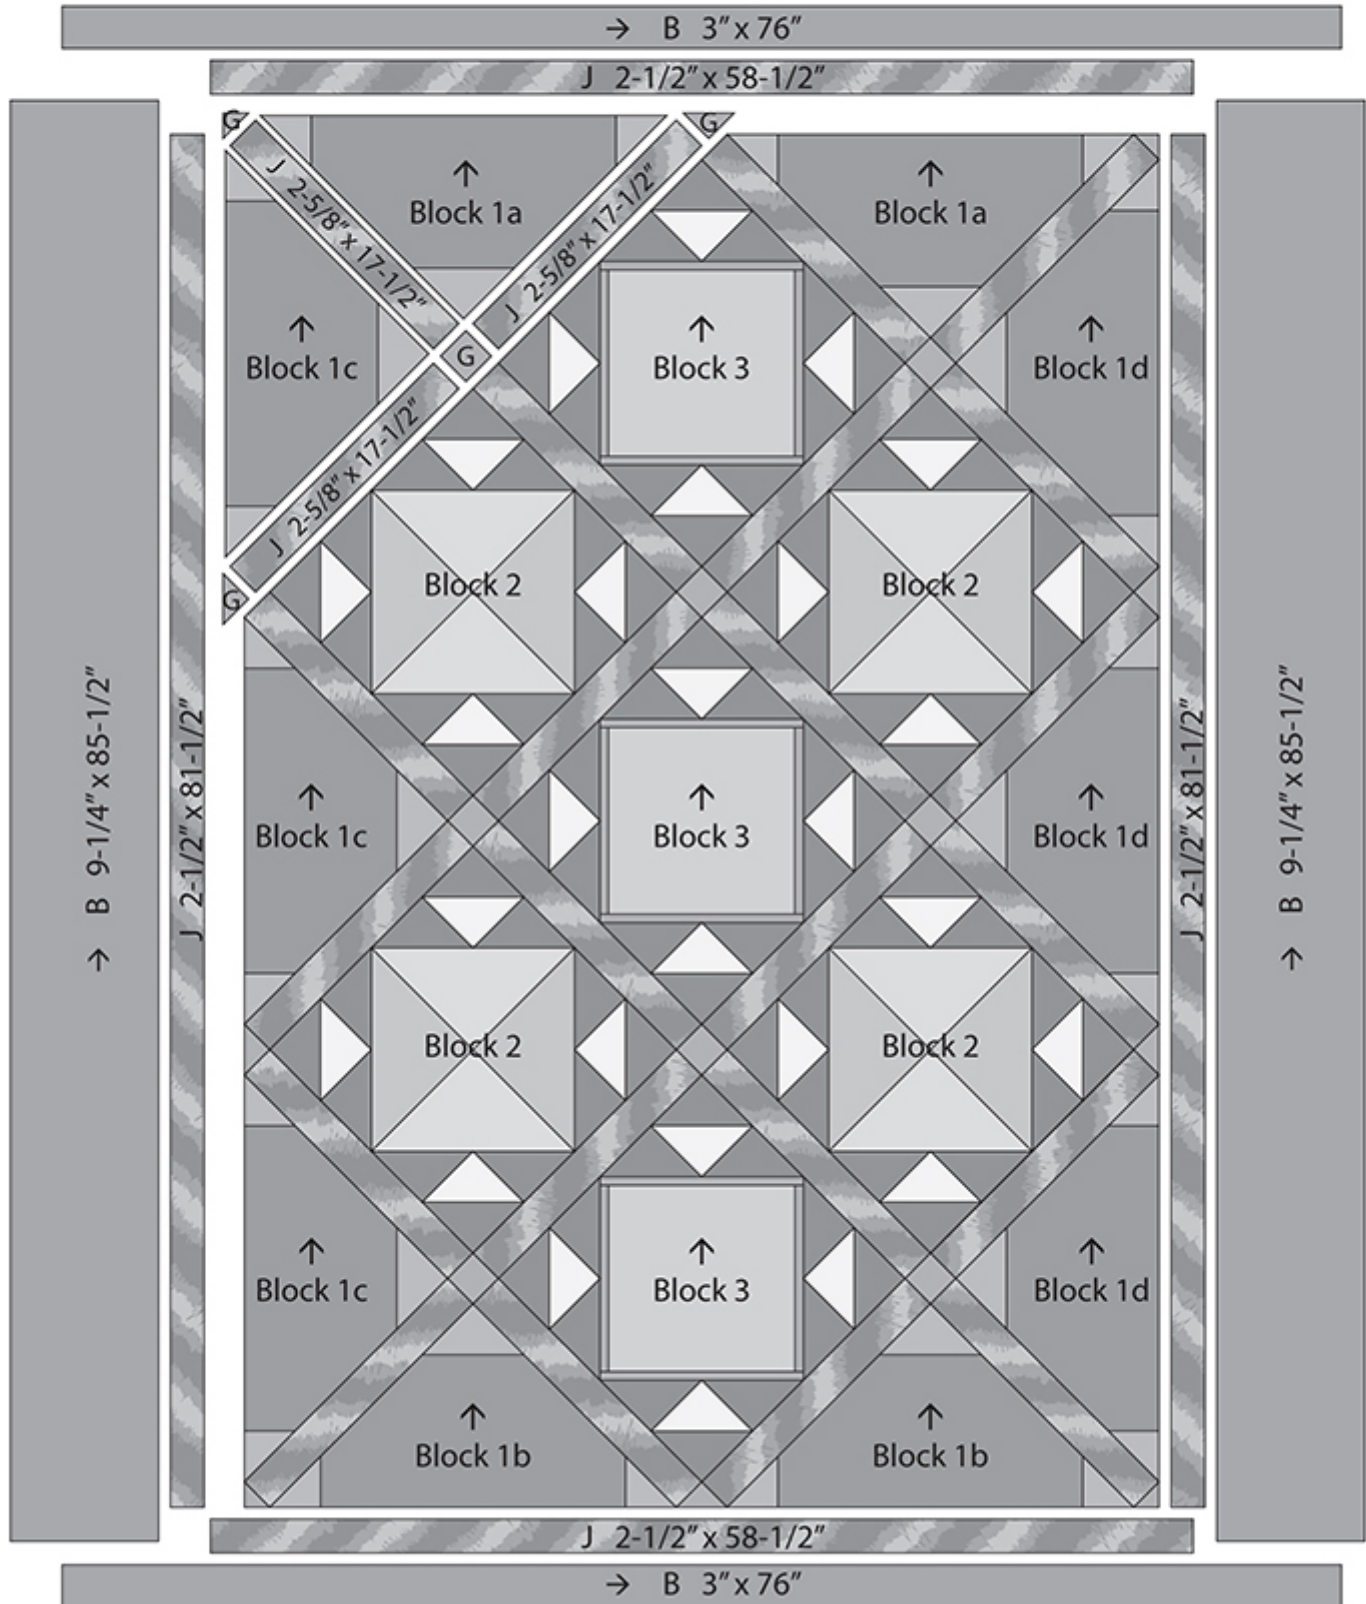 → B 3” x 76”
J 2-1/2” x 58-1/2”
G
G
J 2-5/8” x 17-1/2”
J 2-5/8” x 17-1/2”
↑
Block 1a
↑
Block 1a
↑
Block 1c
G
↑
Block 3
↑
Block 1d
J 2-5/8” x 17-1/2”
G
Block 2
Block 2
→ B 9-1/4” x 85-1/2”
J 2-1/2” x 81-1/2”
↑
Block 1c
↑
Block 3
↑
Block 1d
J 2-1/2” x 81-1/2”
→ B 9-1/4” x 85-1/2”
Block 2
Block 2
↑
Block 1c
↑
Block 3
↑
Block 1d
↑
Block 1b
↑
Block 1b
J 2-1/2” x 58-1/2”
→ B 3” x 76”